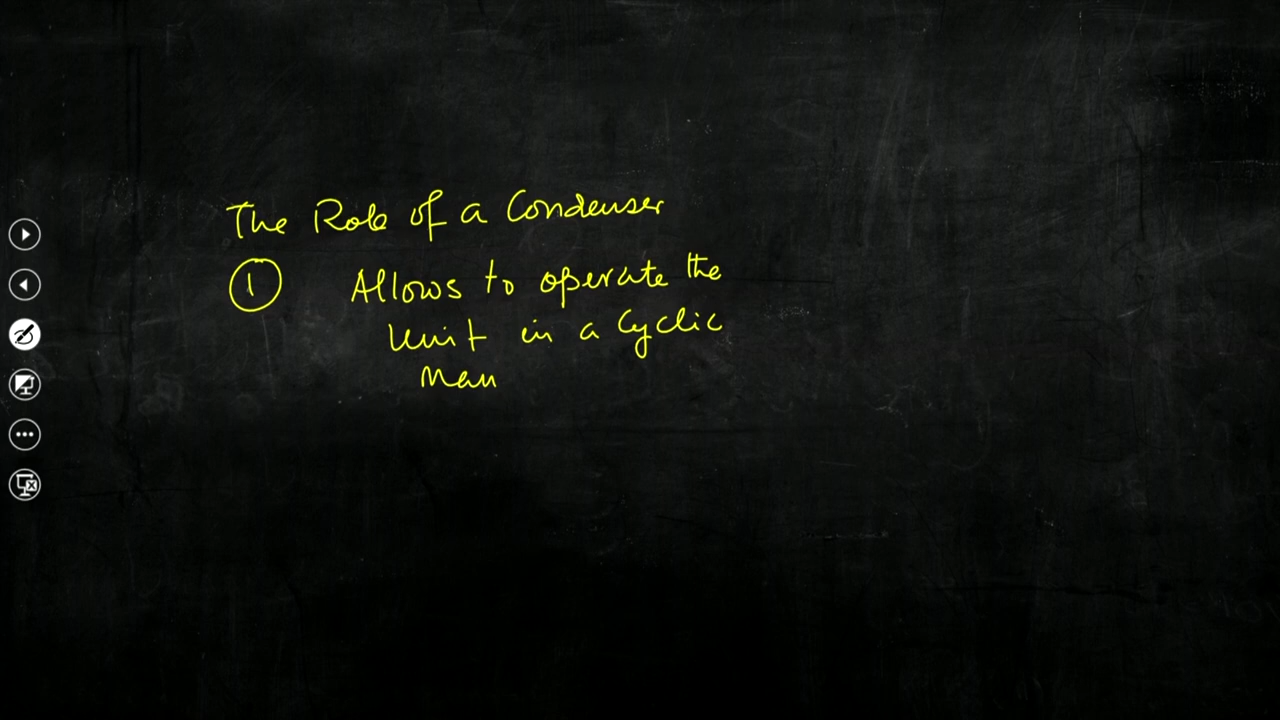 The Role of a Condenser
1 Allows to operate the
Unit in a Cyclic
Man